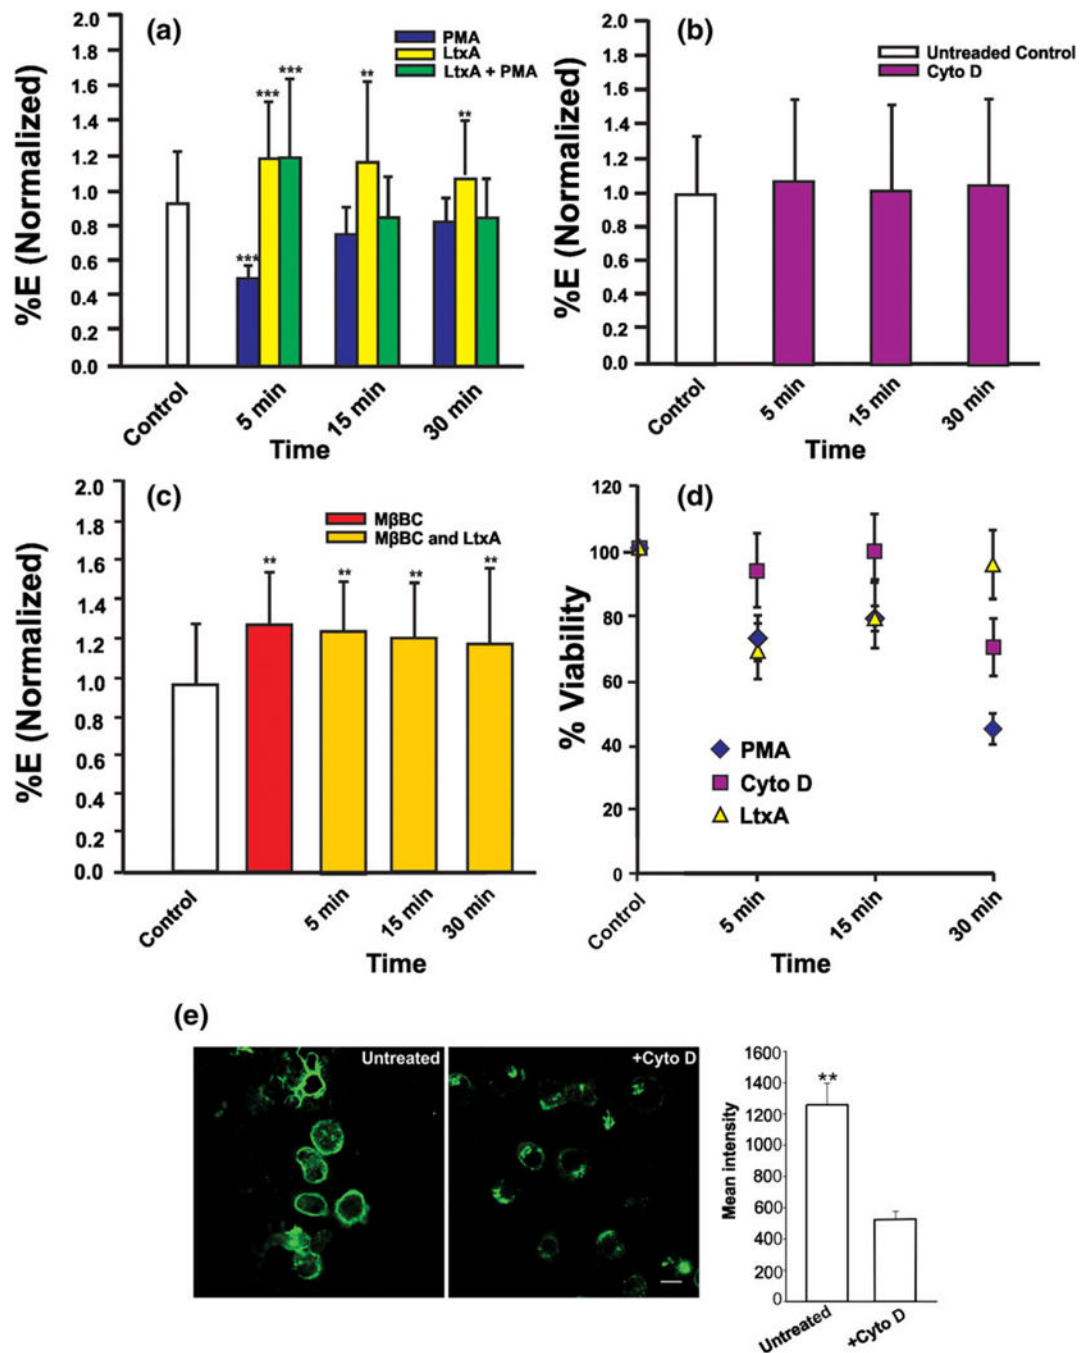 (a)
%E (Normalized)
2.0
1.8
1.6
1.4
1.2
1.0
0.8
0.6
0.4
0.2
0.0
PMA
LtxA
LtxA + PMA
***
***
***
**
**
Control
5 min
15 min
30 min
Time
(b)
%E (Normalized)
2.0
1.8
1.6
1.4
1.2
1.0
0.8
0.6
0.4
0.2
0.0
Untreaded Control
Cyto D
Control
5 min
15 min
30 min
Time
(c)
%E (Normalized)
2.0
1.8
1.6
1.4
1.2
1.0
0.8
0.6
0.4
0.2
0.0
MβBC
MβBC and LtxA
**
**
**
**
Control
5 min
15 min
30 min
Time
(d)
% Viability
120
100
80
60
40
20
0
PMA
Cyto D
LtxA
Control
5 min
15 min
30 min
Time
(e)
Untreated
+Cyto D
Mean intensity
1600
1400
1200
1000
800
600
400
200
0
**
Untreated
+Cyto D